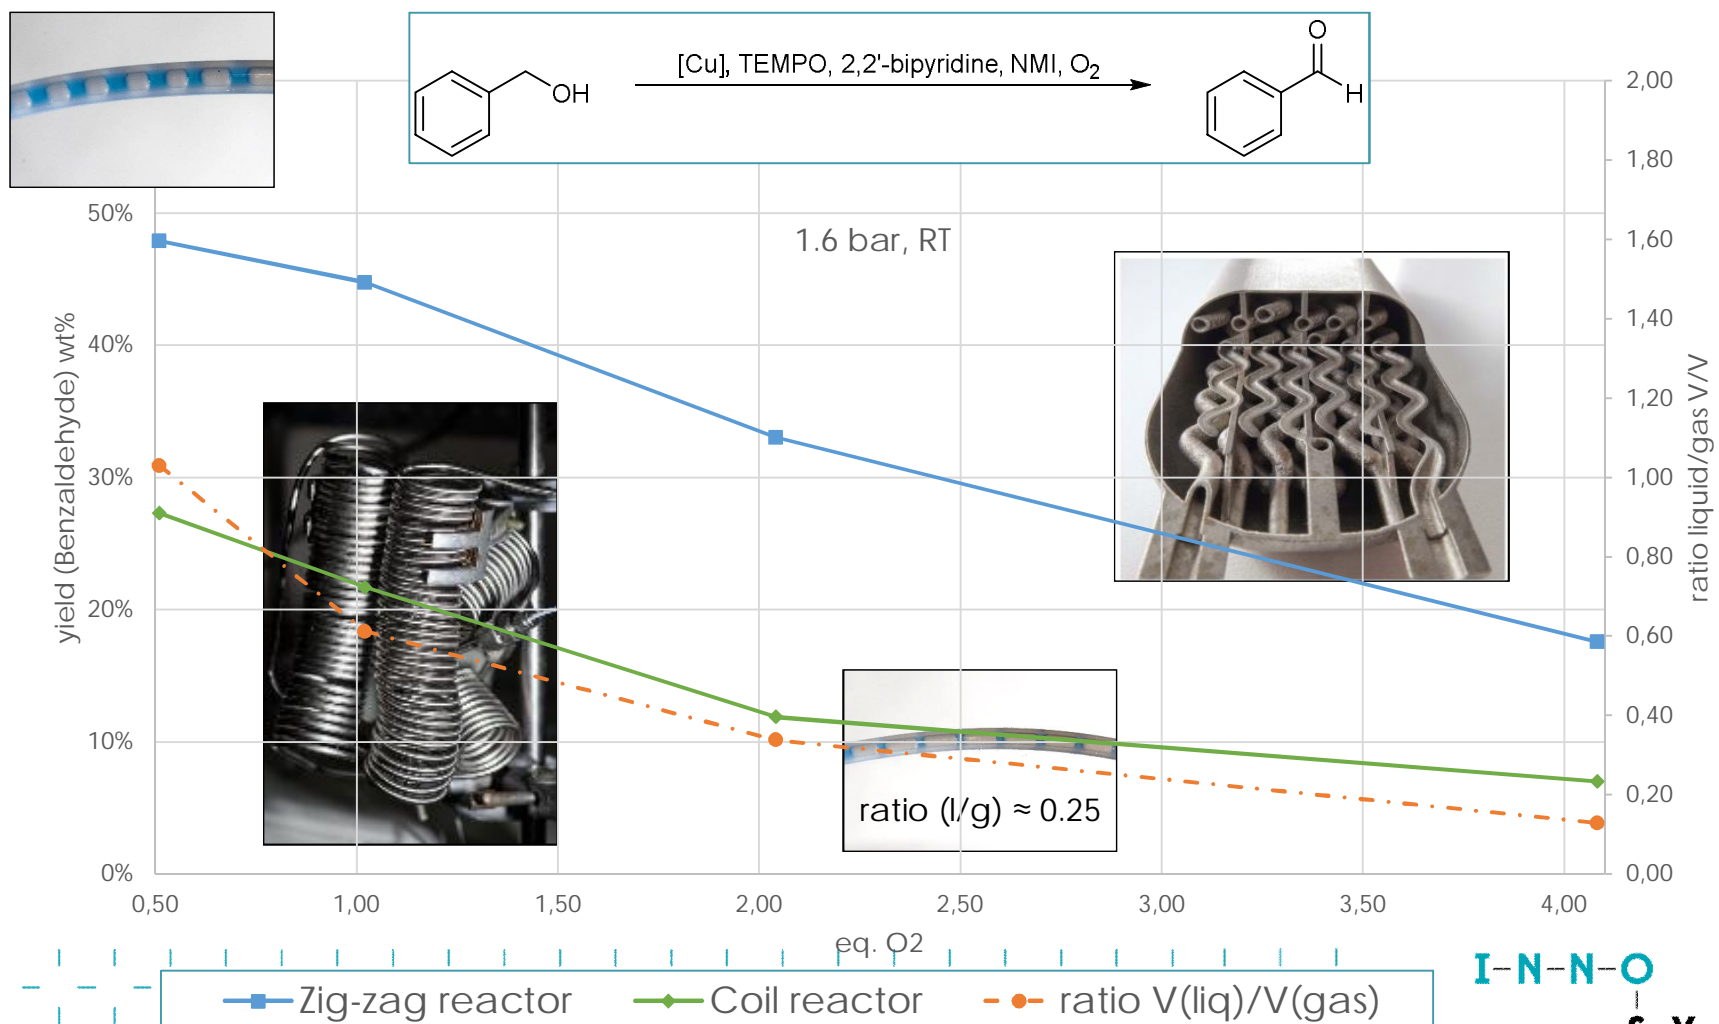 [Cu], TEMPO, 2,2'-bipyridine, NMI, O2
OH
O
H
1.6 bar, RT
yield (Benzaldehyde) wt%
50%
40%
30%
20%
10%
0%
ratio liquid/gas V/V
2,00
1,80
1,60
1,40
1,20
1,00
0,80
0,60
0,40
0,20
0,00
ratio (l/g) ≈ 0.25
0,50 1,00 1,50 2,00 2,50 3,00 3,50 4,00
eq. O2
Zig-zag reactor Coil reactor ratio V(liq)/V(gas)
I-N-N-O